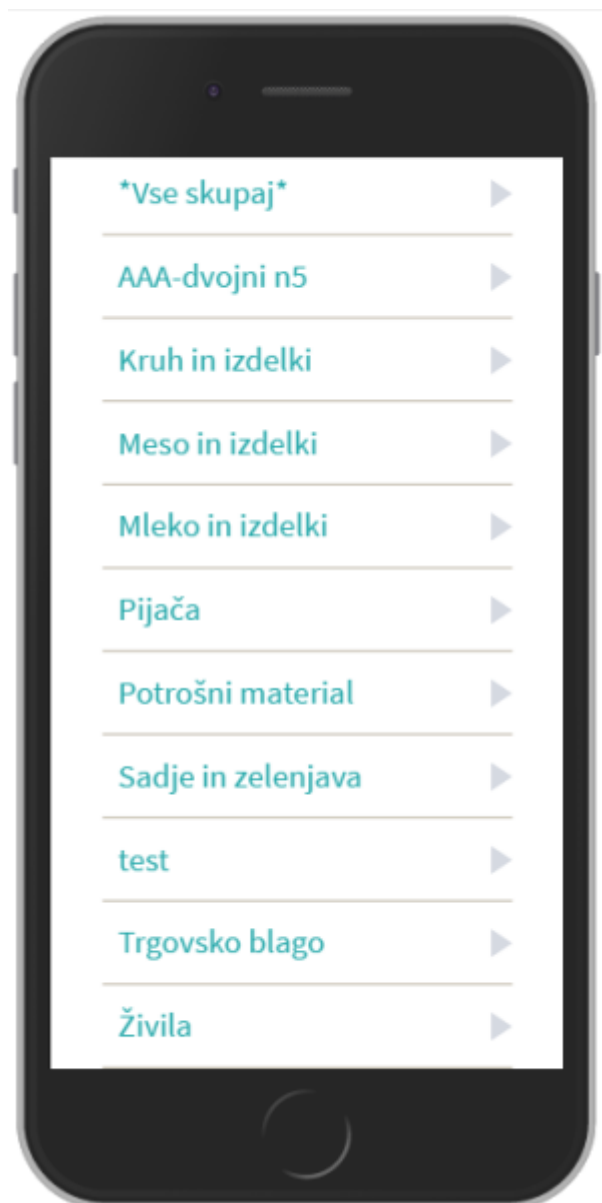 *Vse skupaj*
AAA-dvojni n5
Kruh in izdelki
Meso in izdelki
Mleko in izdelki
Pijača
Potrošni material
Sadje in zelenjava
test
Trgovsko blago
Živila